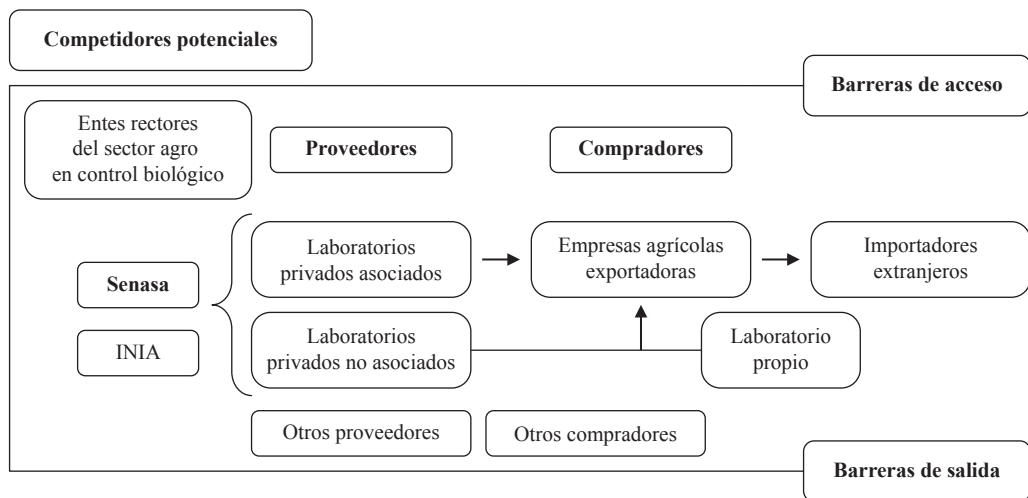 Competidores potenciales
Barreras de acceso
Entes rectores
del sector agro
en control biológico
Proveedores
Compradores
Laboratorios
privados asociados
Empresas agrícolas
exportadoras
Importadores
extranjeros
Senasa
INIA
Laboratorios
privados no asociados
Laboratorio
propio
Otros proveedores
Otros compradores
Barreras de salida